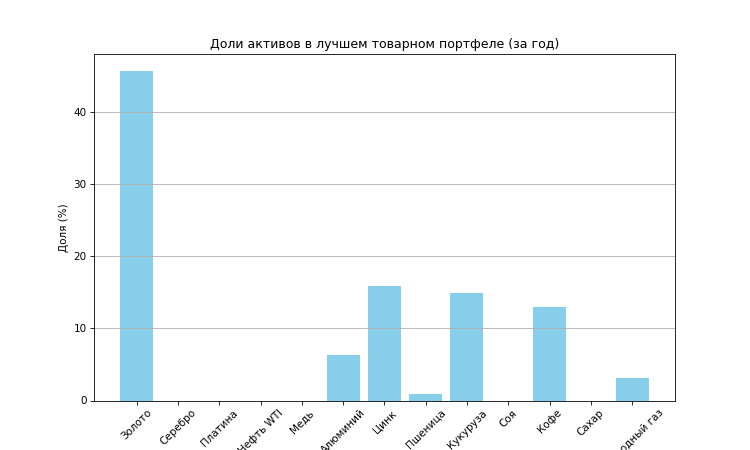 Доли активов в лучшем товарном портфеле (за год)
Доля (%)
40
30
20
10
0
Золото
Серебро
Платина
Нефть WTI
Медь
Алюминий
Цинк
Пшеница
Кукуруза
Соя
Кофе
Сахар
газ